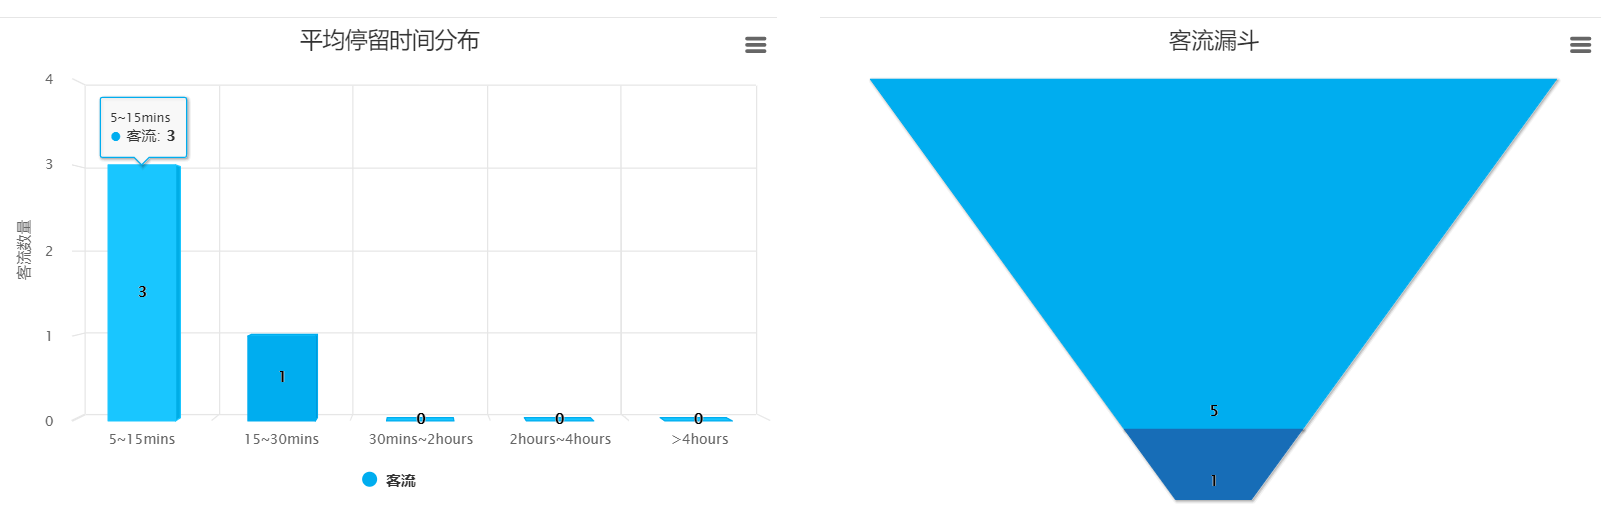 平均停留时间分布
4
3
2
1
0
客流数量
5~15mins
客流: 3
3
1
0
0
0
5~15mins
15~30mins
30mins~2hours
2hours~4hours
>4hours
客流
客流漏斗
5
1